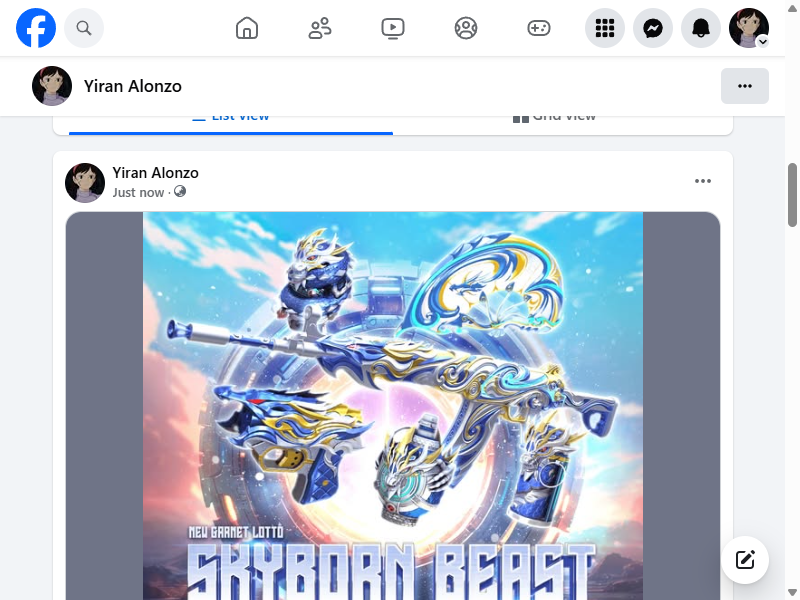 Yiran Alonzo
List view
Grid view
Yiran Alonzo
Just now ·
NEW GARNET LOTTO
SKYBORN BEAST